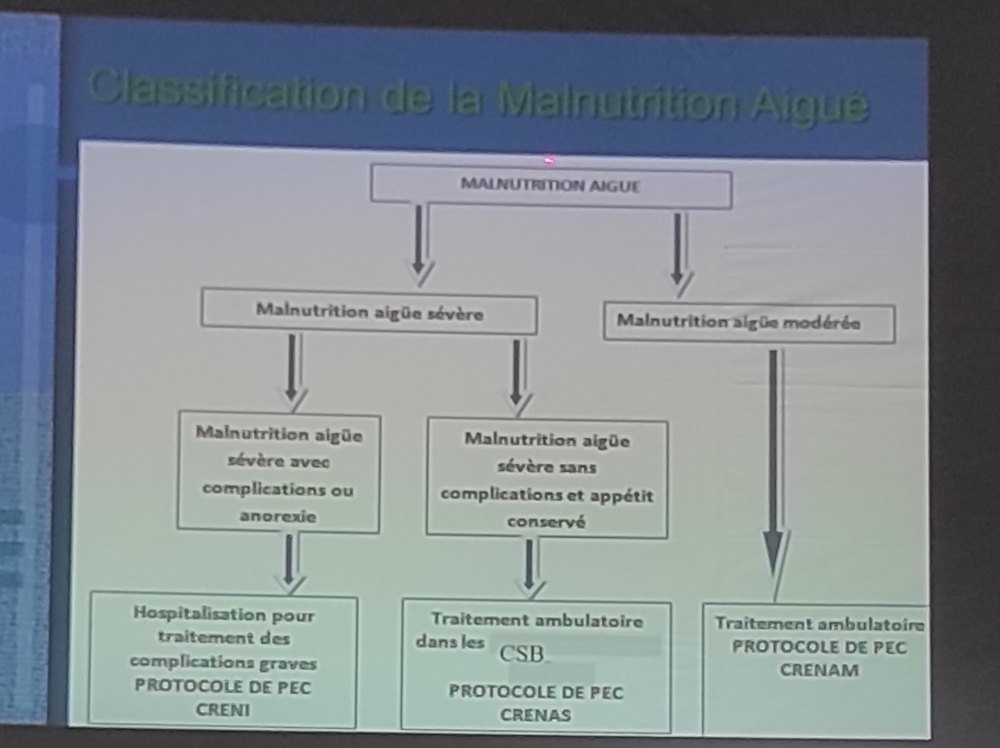 Classification de la Malnutrition Aiguë
MALNUTRITION AIGUE
Malnutrition aigüe sévère
Malnutrition aigüe modérée
Malnutrition aigüe
sévère avec
complications ou
anorexie
Malnutrition aigüe
sévère sans
complications et appétit
conservé
Hospitalisation pour
traitement des
complications graves
PROTOCOLE DE PEC
CRENI
Traitement ambulatoire
dans les CSB
PROTOCOLE DE PEC
CRENAS
Traitement ambulatoire
PROTOCOLE DE PEC
CRENAM